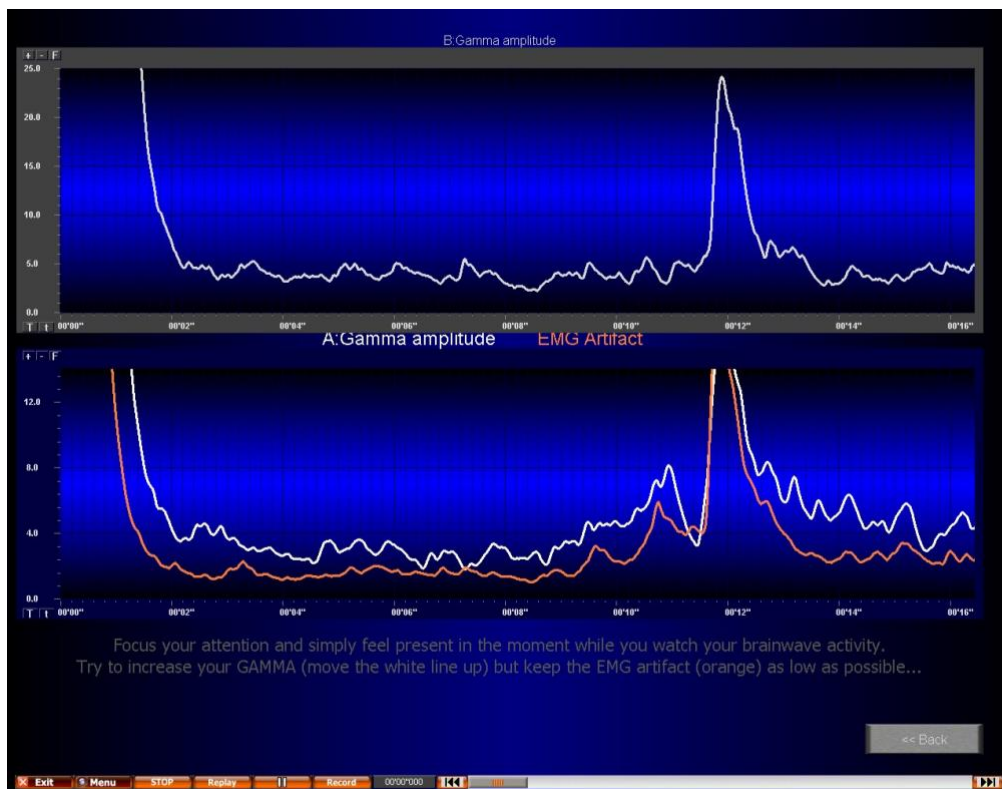 B:Gamma amplitude
+ - F
25.0
20.0
15.0
10.0
5.0
0.0
T t 00'00" 00'02" 00'04" 00'06" 00'08" 00'10" 00'12" 00'14" 00'16"
A:Gamma amplitude EMG Artifact
+ - F
12.0
8.0
4.0
0.0
T t 00'00" 00'02" 00'04" 00'06" 00'08" 00'10" 00'12" 00'14" 00'16"
Focus your attention and simply feel present in the moment while you watch your brainwave activity.
Try to increase your GAMMA (move the white line up) but keep the EMG artifact (orange) as low as possible...
<< Back
Exit Menu STOP Replay Record 00'00"000